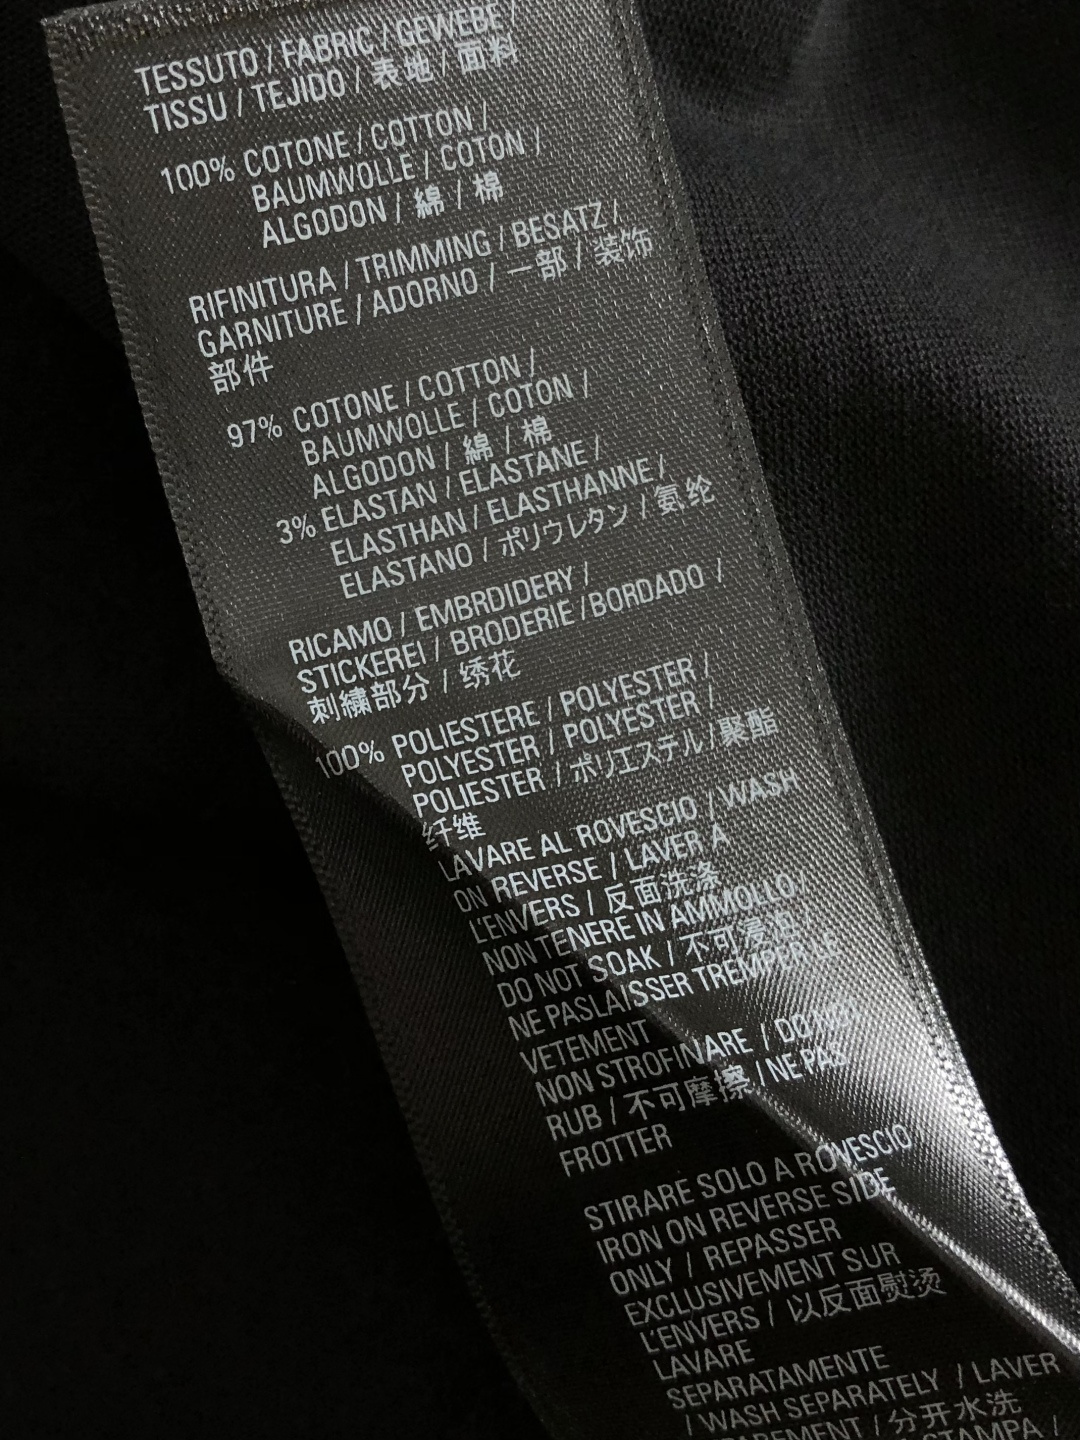 TESSUTO / FABRIC / GEWEBE /
TISSU / TEJIDO / 表地 / 面料
100% COTONE / COTTON /
BAUMWOLLE / COTON /
ALGODON / 綿 / 棉
RIFINITURA / TRIMMING / BESATZ /
GARNITURE / ADORNO / 一部 / 装饰
部件
97% COTONE / COTTON /
BAUMWOLLE / COTON /
ALGODON / 綿 / 棉
3% ELASTAN / ELASTANE /
ELASTHAN / ELASTHANNE /
ELASTANO / ポリウレタン / 氨纶
RICAMO / EMBRDIDERY /
STICKEREI / BRODERIE / BORDADO /
刺繍部分 / 绣花
100% POLIESTERE / POLYESTER /
POLYESTER / POLYESTER /
POLIESTER / ポリエステル / 聚酯
纤维
LAVARE AL ROVESCIO / WASH
ON REVERSE / LAVER A
L'ENVERS / 反面洗涤
NON TENERE IN AMMOLLO /
DO NOT SOAK / 不可浸泡 /
NE PASLAISSER TREMPER LE
VETEMENT
NON STROFINARE / DO NOT
RUB / 不可摩擦 / NE PAS
FROTTER
STIRARE SOLO A ROVESCIO
IRON ON REVERSE SIDE
ONLY / REPASSER
EXCLUSIVEMENT SUR
L'ENVERS / 以反面熨烫
LAVARE
SEPARATAMENTE
/ WASH SEPARATELY / LAVER
/ 分开水洗
STAMPA /